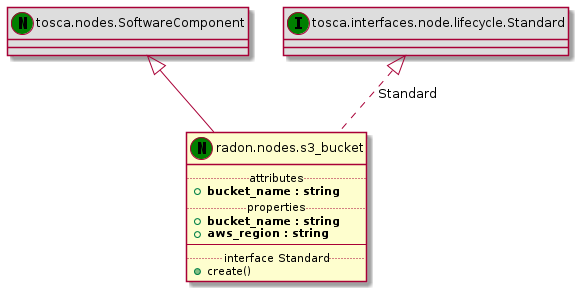 N tosca.nodes.SoftwareComponent
I tosca.interfaces.node.lifecycle.Standard
Standard
N radon.nodes.s3_bucket
attributes
bucket_name : string
properties
bucket_name : string
aws_region : string
interface Standard
create()